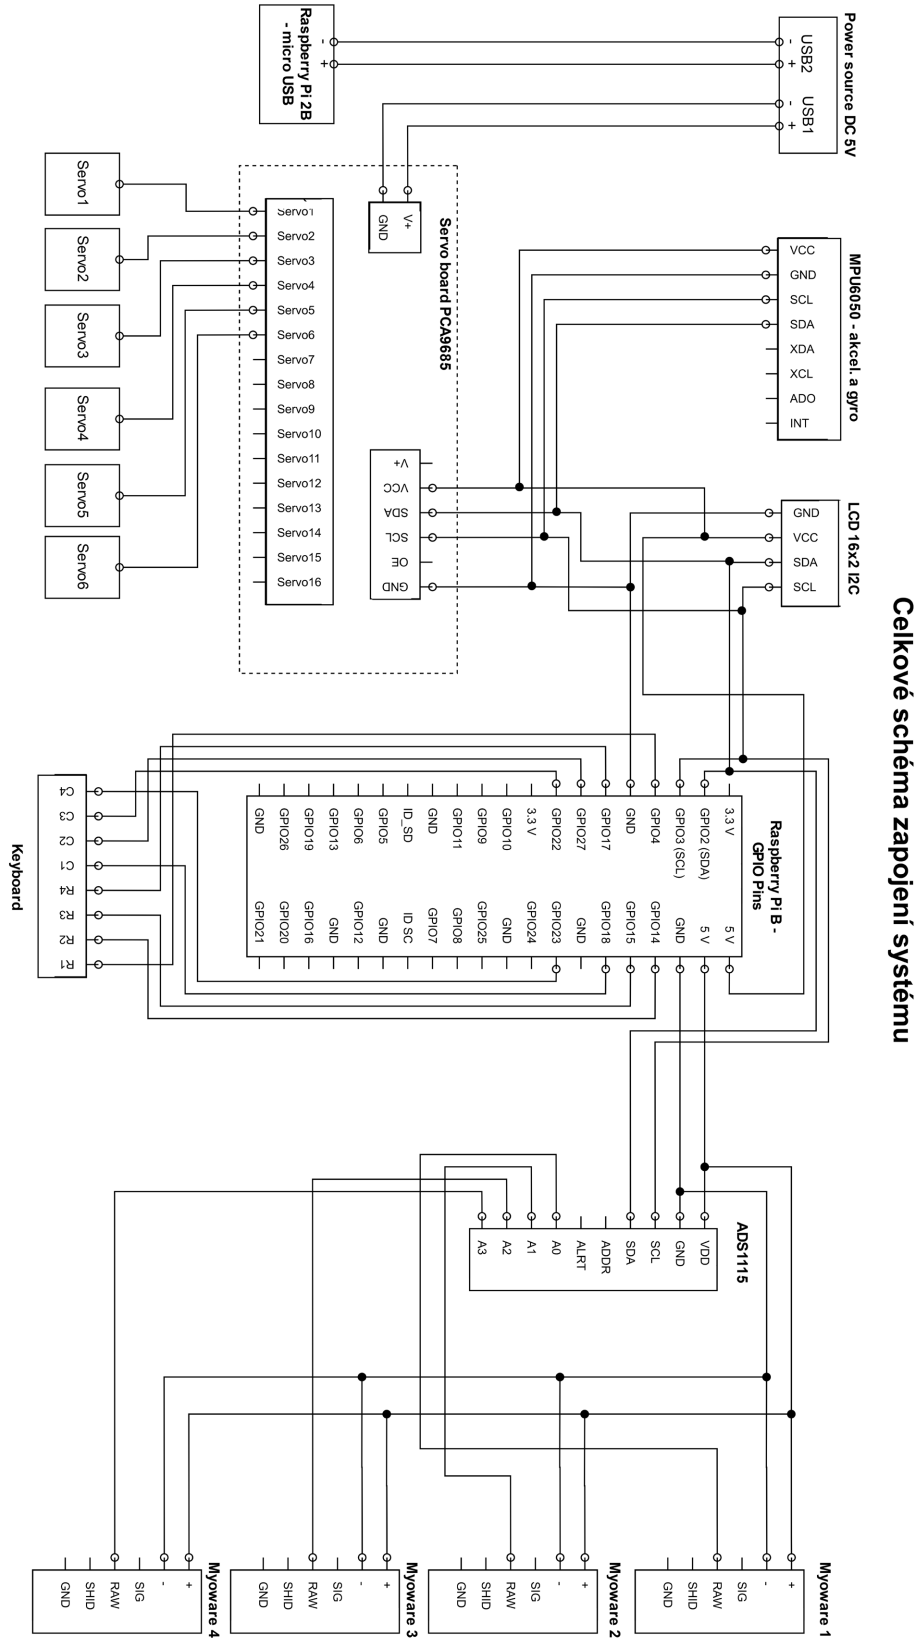 Celkové schéma zapojení systému
Power source DC 5V
USB2
- +
USB1
- +
Raspberry Pi 2B
- micro USB
- +
MPU6050 - akcel. a gyro
VCC
GND
SCL
SDA
XDA
XCL
ADO
INT
LCD 16x2 I2C
GND
VCC
SDA
SCL
Servo board PCA9685
V+
GND
Servo1
Servo2
Servo3
Servo4
Servo5
Servo6
Servo7
Servo8
Servo9
Servo10
Servo11
Servo12
Servo13
Servo14
Servo15
Servo16
V+
VCC
SDA
SCL
OE
GND
Servo1
Servo2
Servo3
Servo4
Servo5
Servo6
Raspberry Pi B -
GPIO Pins
3.3 V
GPIO2 (SDA)
GPIO3 (SCL)
GPIO4
GND
GPIO17
GPIO27
GPIO22
3.3 V
GPIO10
GPIO9
GPIO11
GND
ID_SD
GPIO5
GPIO6
GPIO13
GPIO19
GPIO26
GND
5 V
5 V
GND
GPIO14
GPIO15
GPIO18
GND
GPIO23
GPIO24
GND
GPIO25
GPIO8
GPIO7
ID SC
GND
GPIO12
GND
GPIO16
GPIO20
GPIO21
Keyboard
C4
C3
C2
C1
R4
R3
R2
R1
ADS1115
VDD
GND
SCL
SDA
ADDR
ALRT
A0
A1
A2
A3
Myoware 1
+
-
SIG
RAW
SHID
GND
Myoware 2
+
-
SIG
RAW
SHID
GND
Myoware 3
+
-
SIG
RAW
SHID
GND
Myoware 4
+
-
SIG
RAW
SHID
GND